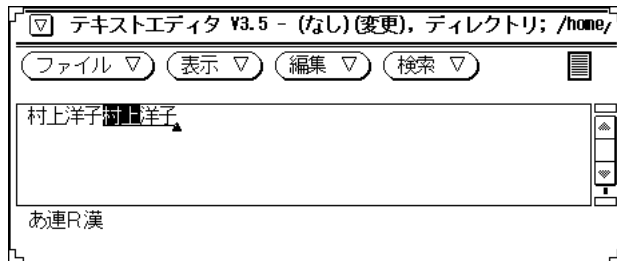 テキストエディタ V3.5 - (なし)(変更), ディレクトリ; /home/
ファイル ▽ 表示 ▽ 編集 ▽ 検索 ▽
村上洋子村上洋子
あ連R漢